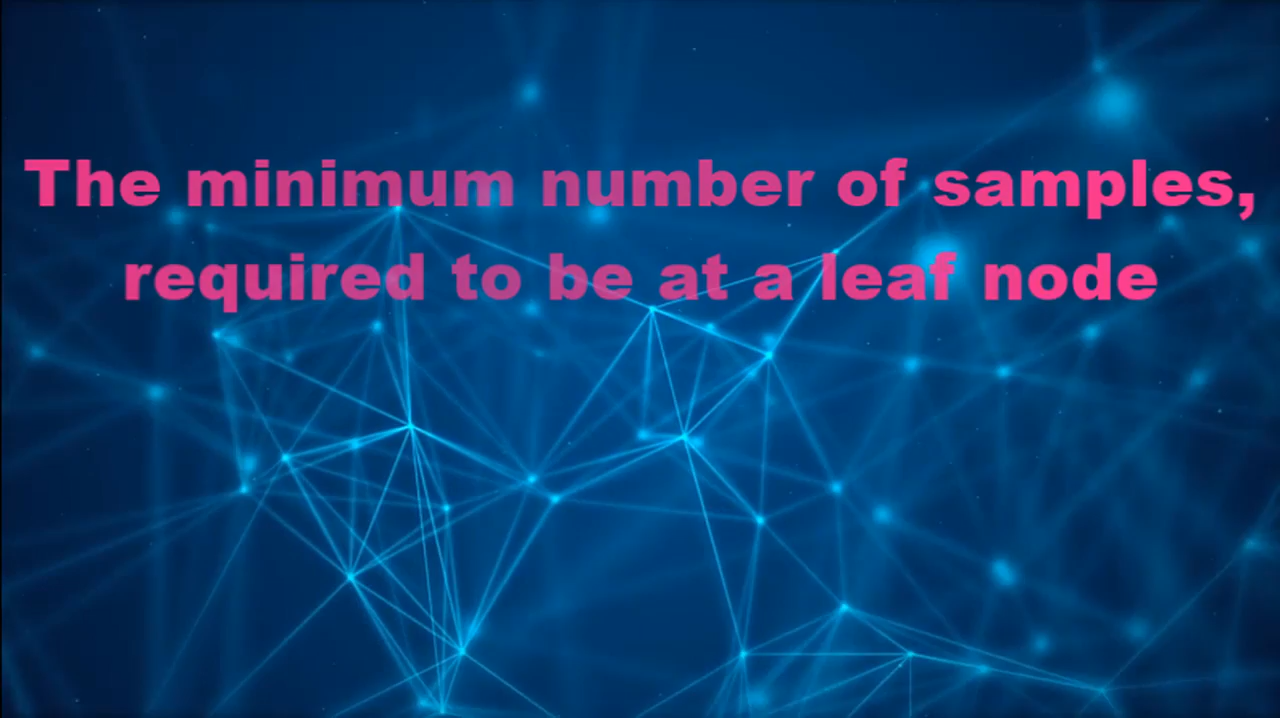 The minimum number of samples,
required to be at a leaf node